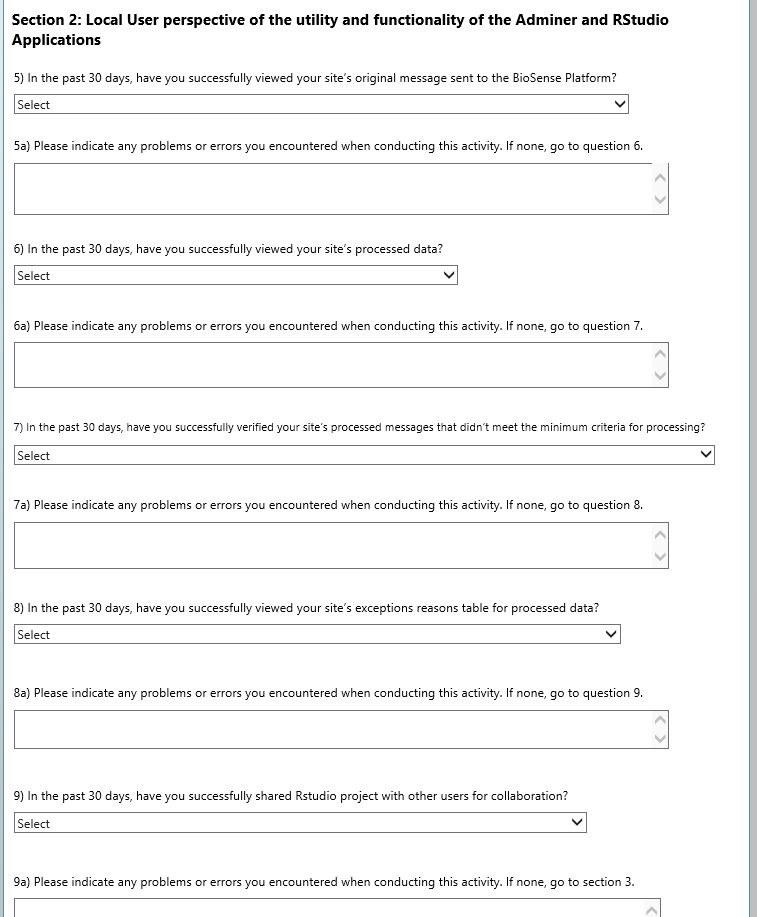 Section 2: Local User perspective of the utility and functionality of the Adminer and RStudio
Applications
5) In the past 30 days, have you successfully viewed your site's original message sent to the BioSense Platform?
Select
5a) Please indicate any problems or errors you encountered when conducting this activity. If none, go to question 6.
6) In the past 30 days, have you successfully viewed your site's processed data?
Select
6a) Please indicate any problems or errors you encountered when conducting this activity. If none, go to question 7.
7) In the past 30 days, have you successfully verified your site's processed messages that didn't meet the minimum criteria for processing?
Select
7a) Please indicate any problems or errors you encountered when conducting this activity. If none, go to question 8.
8) In the past 30 days, have you successfully viewed your site's exceptions reasons table for processed data?
Select
8a) Please indicate any problems or errors you encountered when conducting this activity. If none, go to question 9.
9) In the past 30 days, have you successfully shared Rstudio project with other users for collaboration?
Select
9a) Please indicate any problems or errors you encountered when conducting this activity. If none, go to section 3.